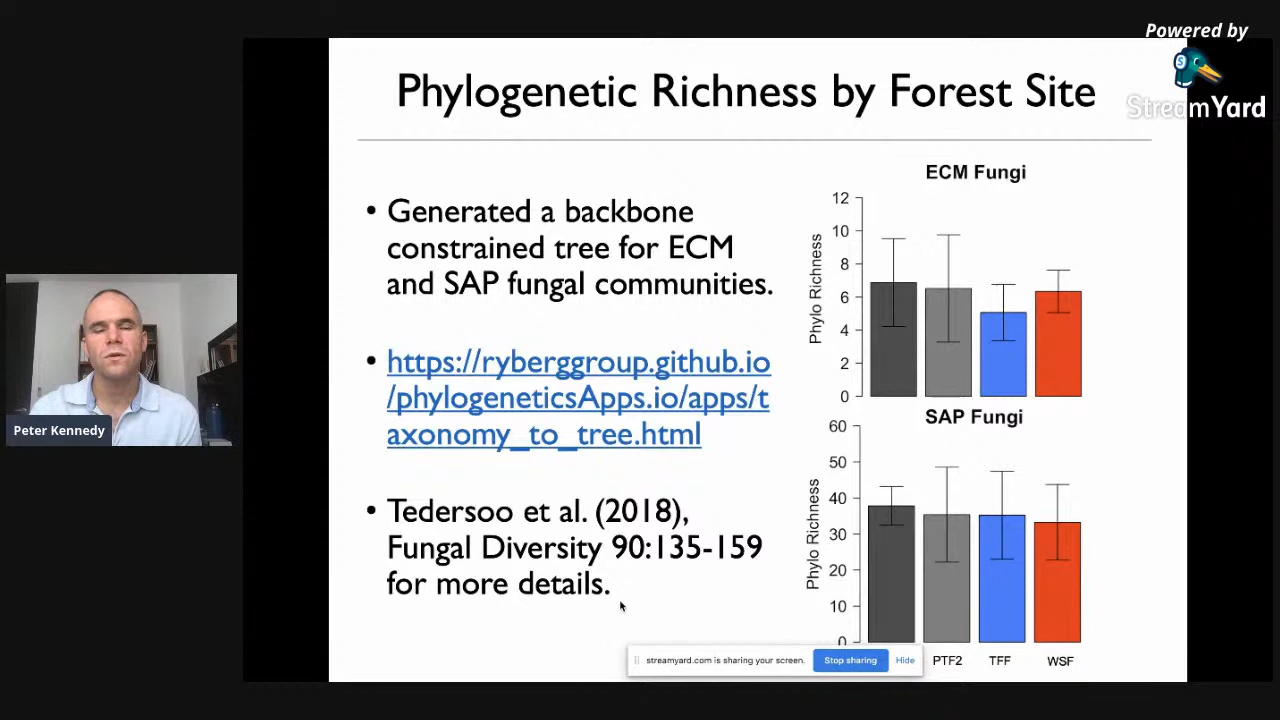 Powered by
StreamYard
Phylogenetic Richness by Forest Site
• Generated a backbone
constrained tree for ECM
and SAP fungal communities.
• https://ryberggroup.github.io
/phylogeneticsApps.io/apps/t
axonomy_to_tree.html
• Tedersoo et al. (2018),
Fungal Diversity 90:135-159
for more details.
ECM Fungi
Phylo Richness
12
10
8
6
4
2
0
SAP Fungi
Phylo Richness
60
50
40
30
20
10
0
PTF2 TFF WSF
Peter Kennedy
streamyard.com is sharing your screen. Stop sharing Hide